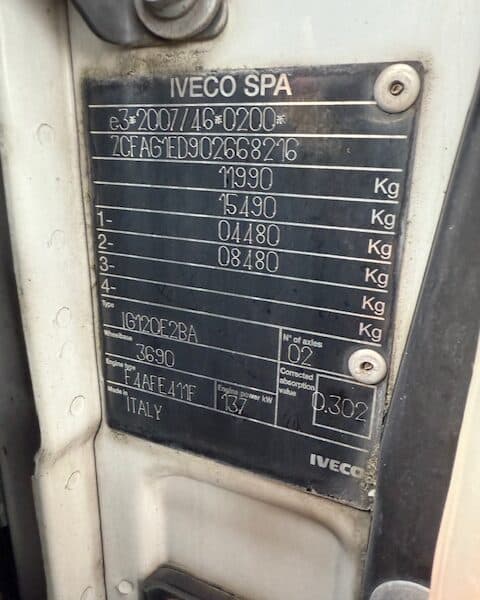 IVECO SPA
e3*2007/46*0200*
ZCFAG1ED902668216
11990 Kg
15490 Kg
1- 04480 Kg
2- 08480 Kg
3- Kg
4- Kg
Type IG120E2BA
Wheelbase 3690
N° of axles 02
Engine type F4AFE411F
Engine power kW 137
Corrected absorption value 0.302
Made in ITALY
IVECO